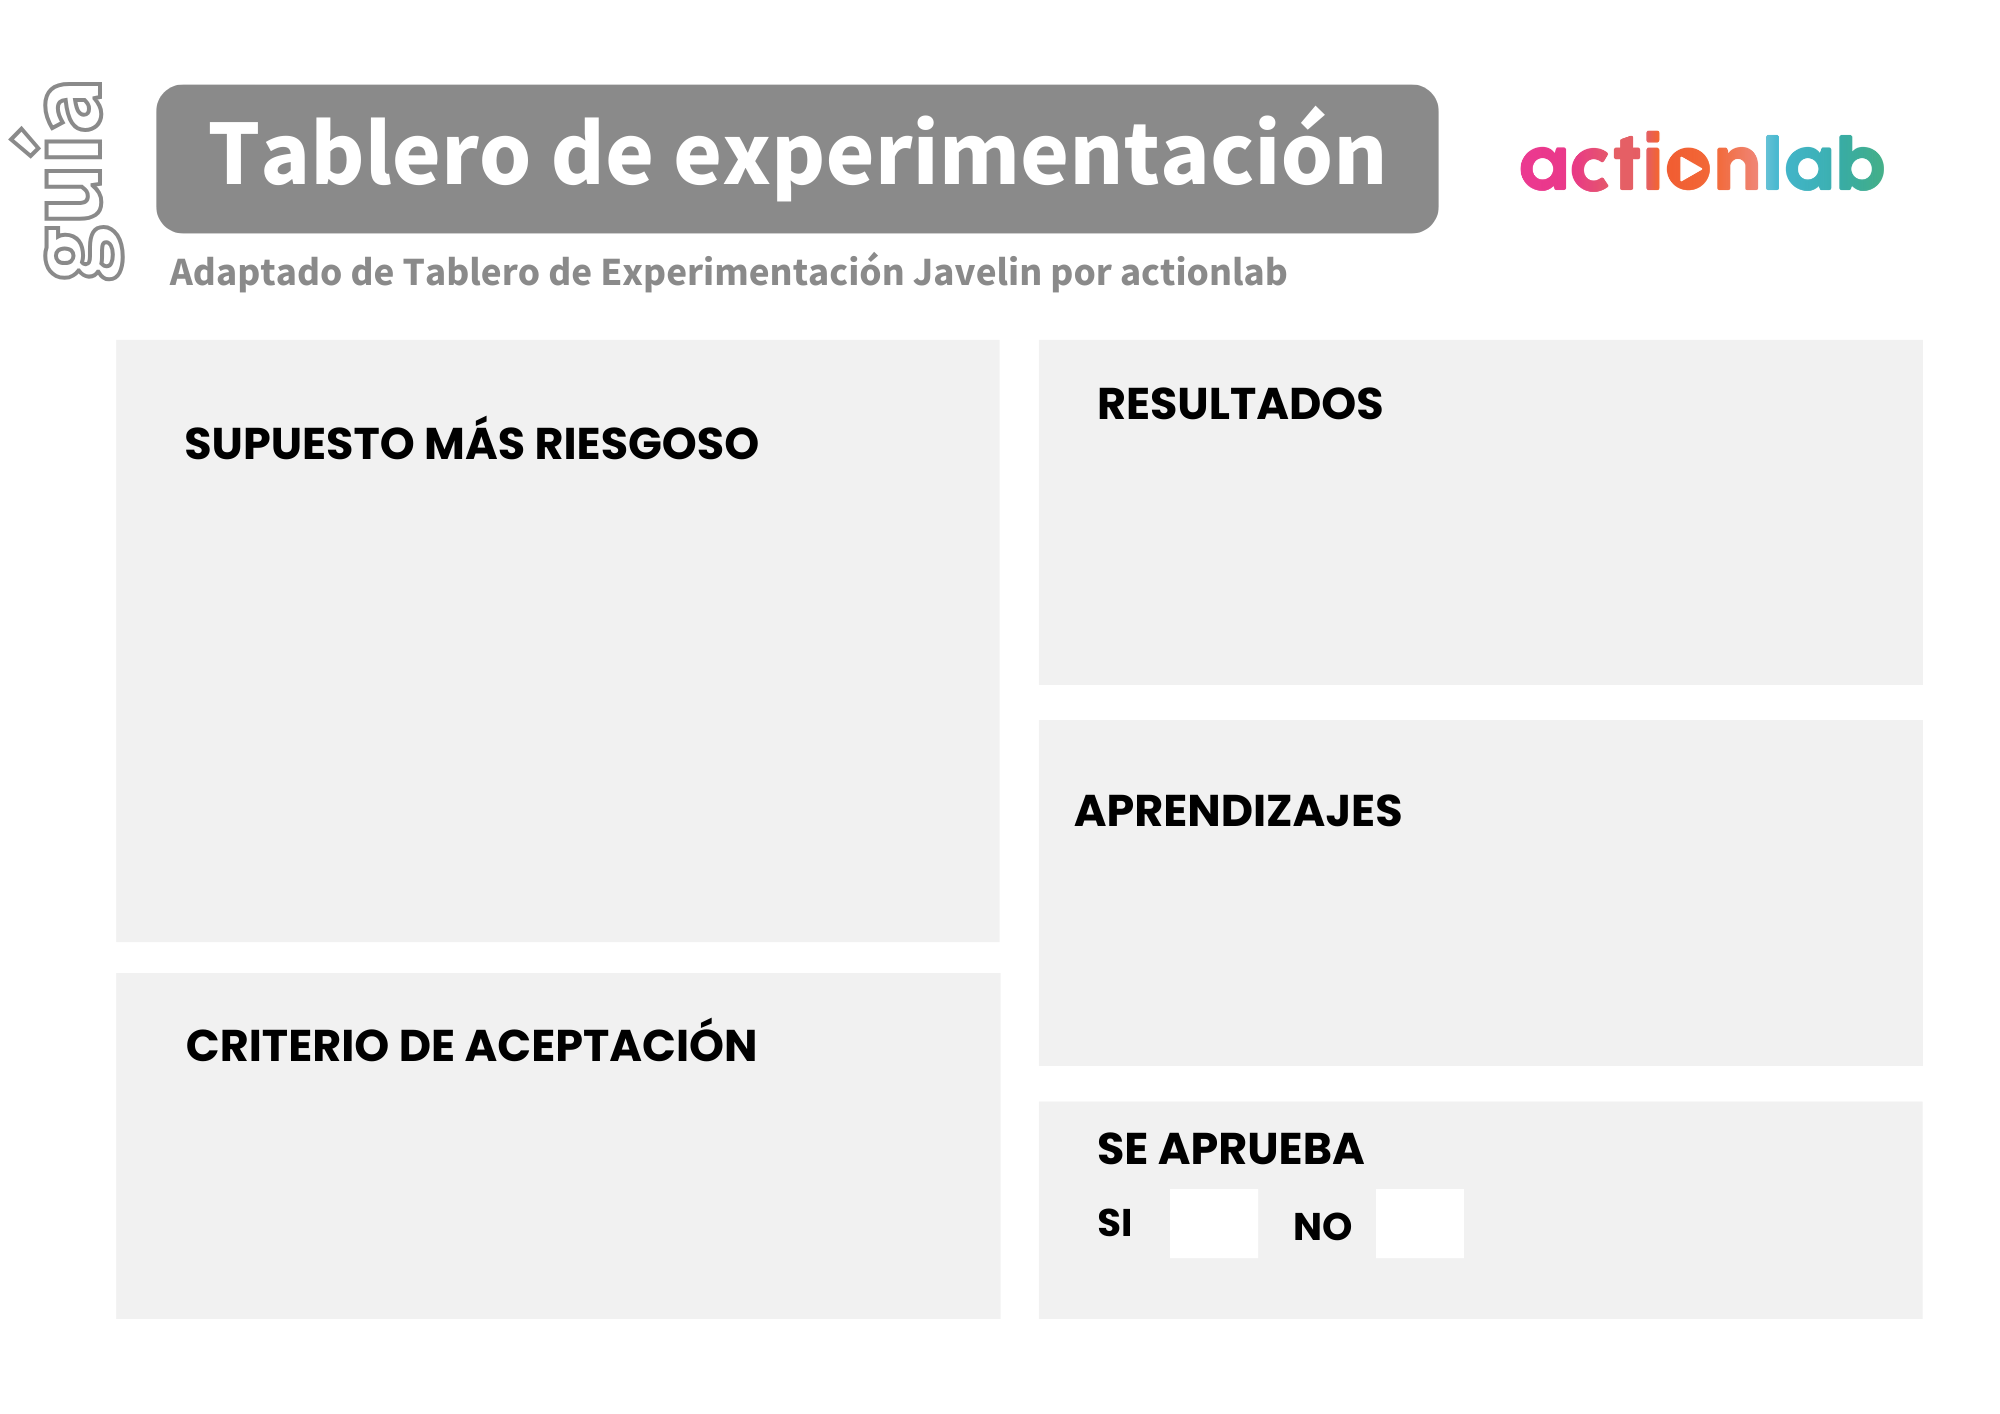 guía
Tablero de experimentación
actionlab
Adaptado de Tablero de Experimentación Javelin por actionlab
SUPUESTO MÁS RIESGOSO
CRITERIO DE ACEPTACIÓN
RESULTADOS
APRENDIZAJES
SE APRUEBA
SI NO